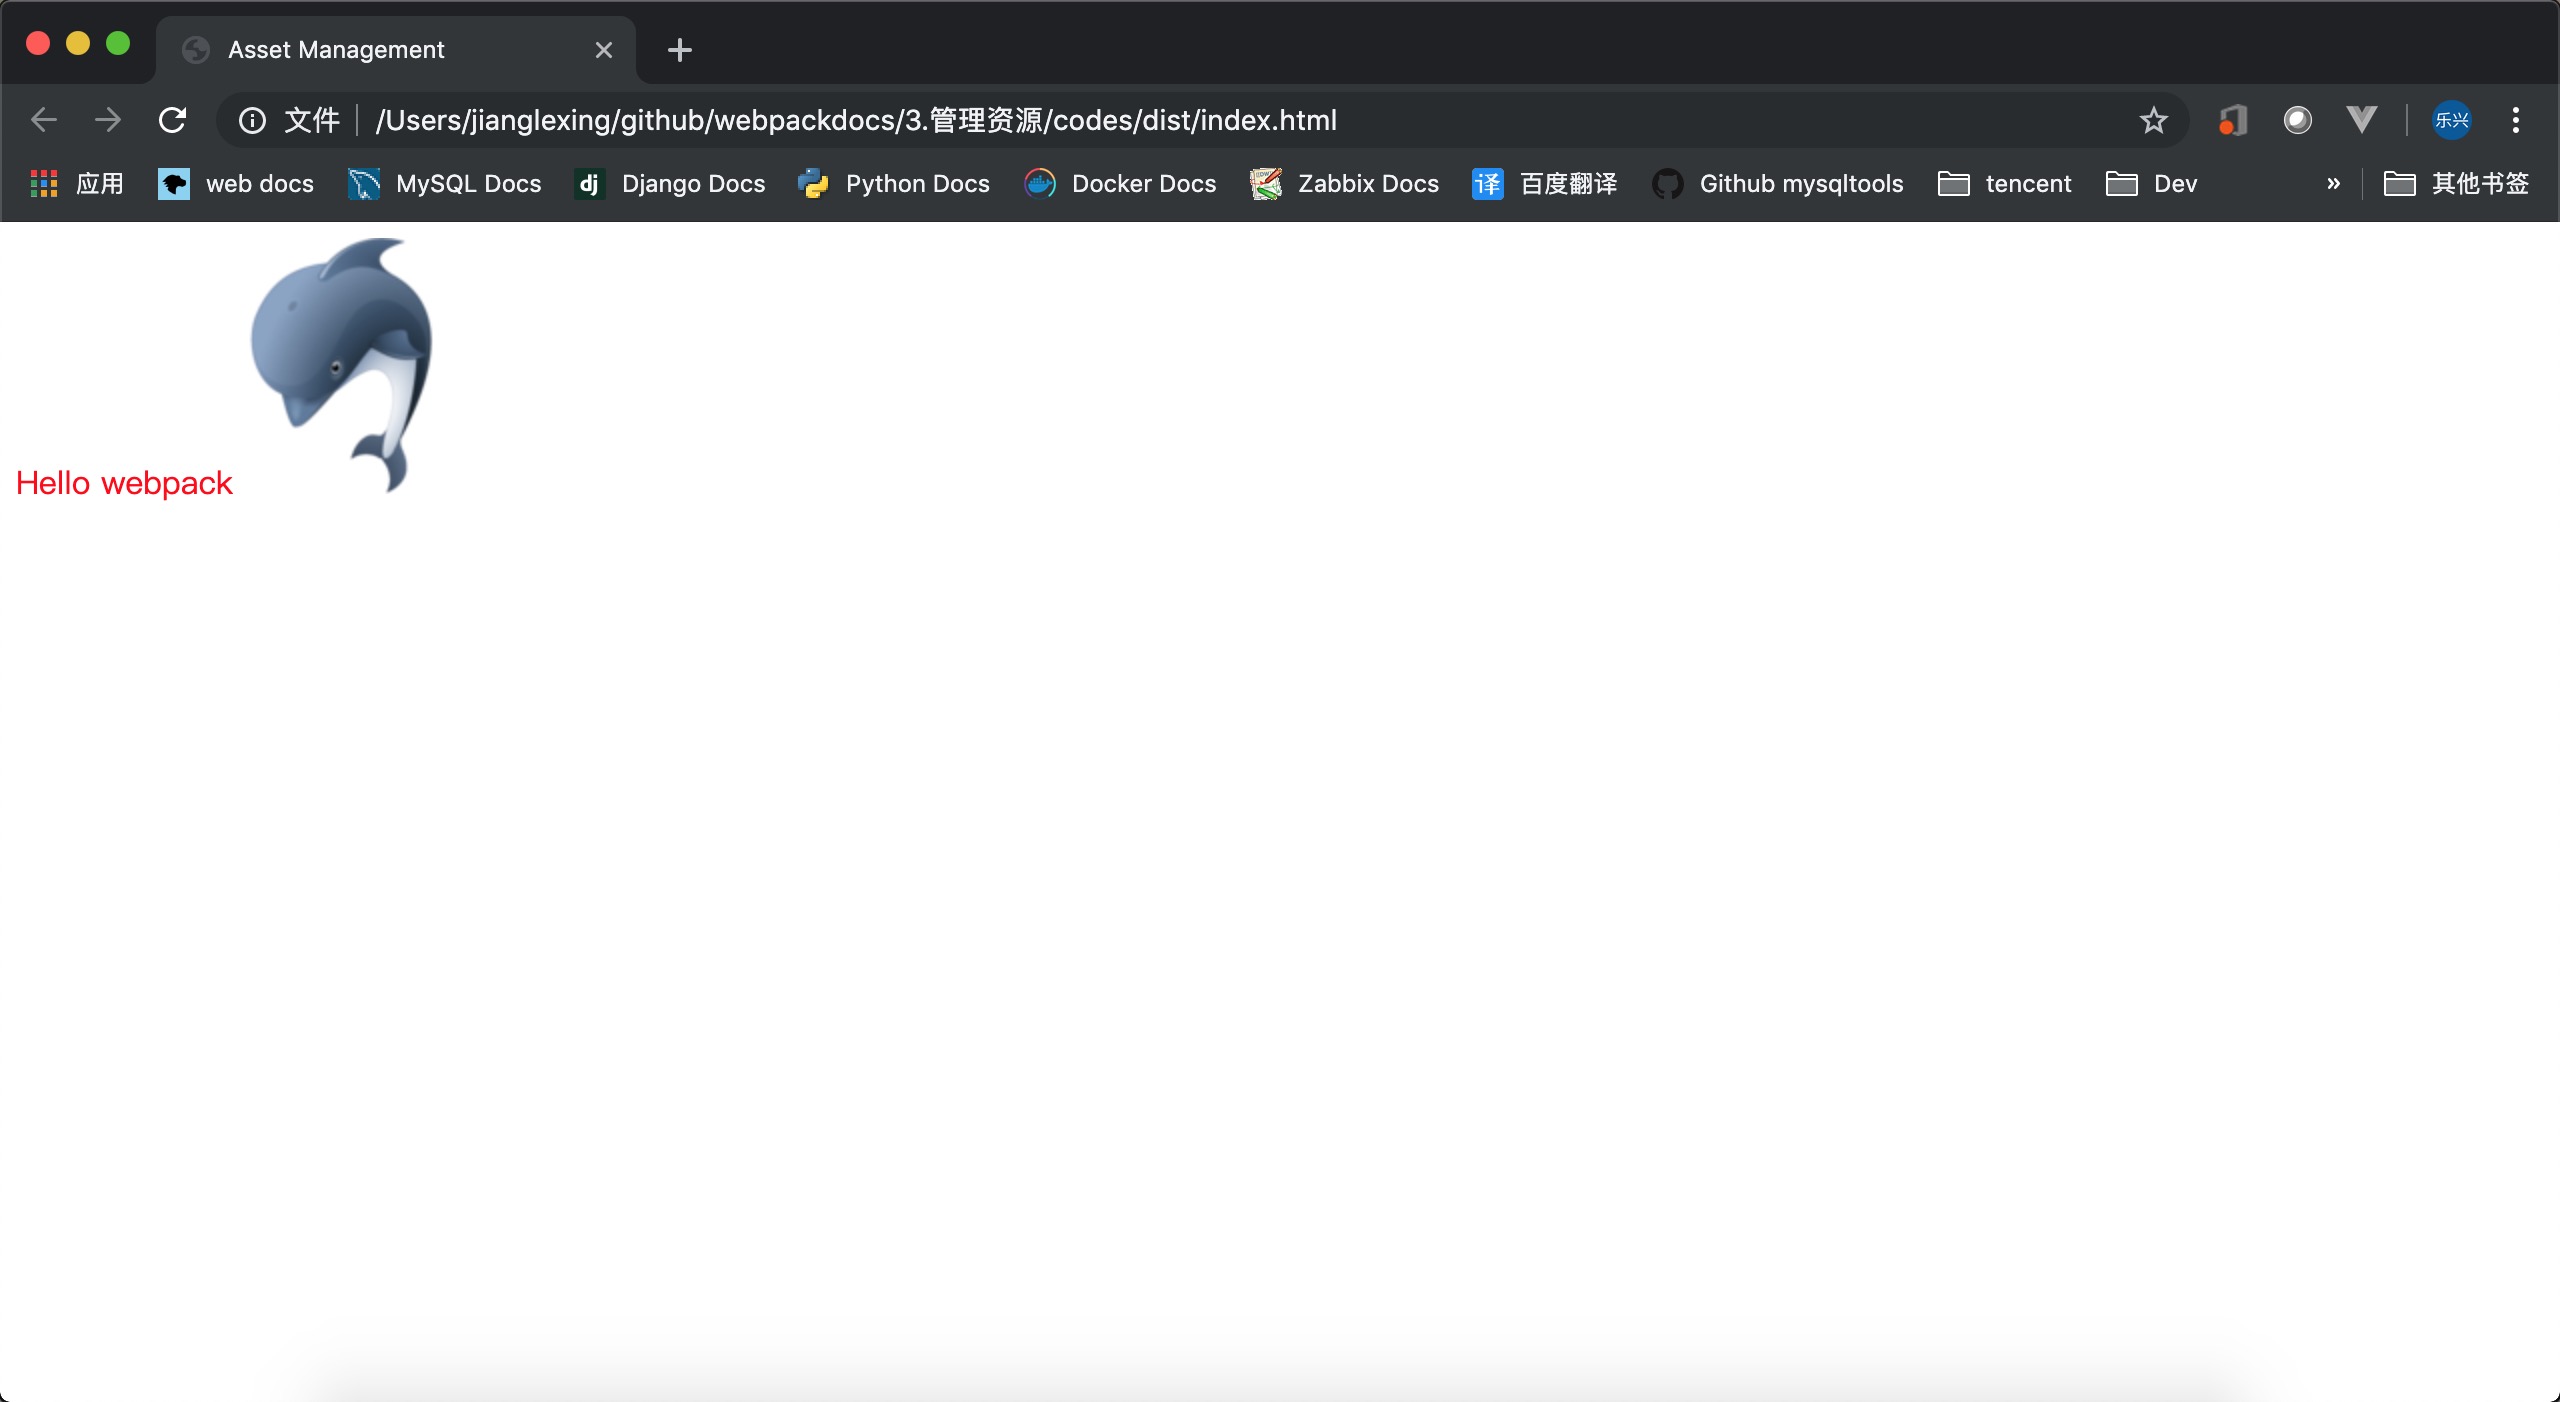 Asset Management
文件 /Users/jianglexing/github/webpackdocs/3.管理资源/codes/dist/index.html 乐兴
应用 web docs MySQL Docs dj Django Docs Python Docs Docker Docs Zabbix Docs 译 百度翻译 Github mysqltools tencent Dev » 其他书签
Hello webpack